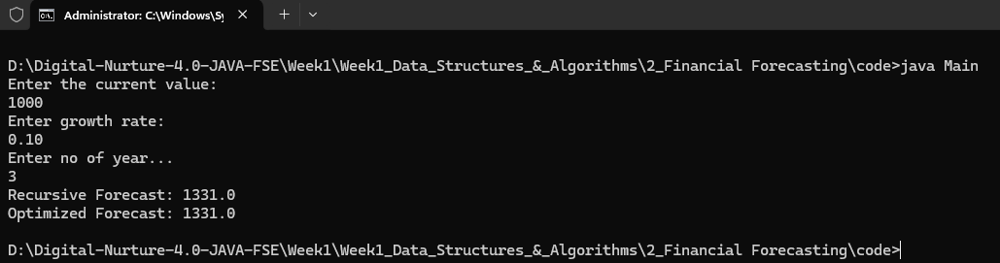 Administrator: C:\Windows\Sy
D:\Digital-Nurture-4.0-JAVA-FSE\Week1\Week1_Data_Structures_&_Algorithms\2_Financial Forecasting\code>java Main
Enter the current value:
1000
Enter growth rate:
0.10
Enter no of year...
3
Recursive Forecast: 1331.0
Optimized Forecast: 1331.0
D:\Digital-Nurture-4.0-JAVA-FSE\Week1\Week1_Data_Structures_&_Algorithms\2_Financial Forecasting\code>